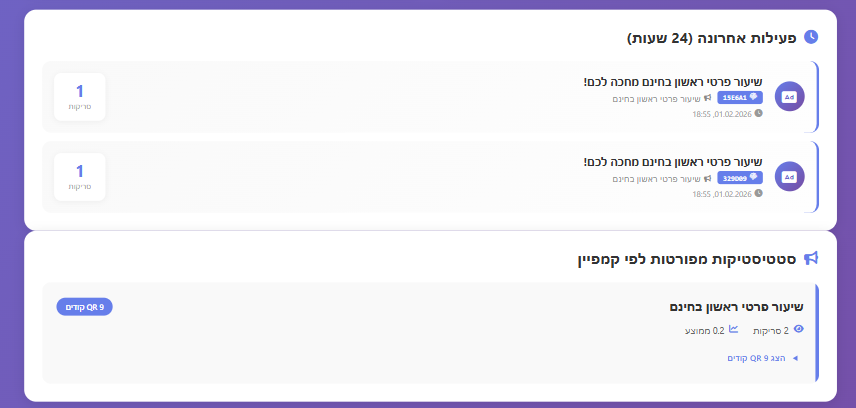 פעילות אחרונה (24 שעות)
שיעור פרטי ראשון בחינם מחכה לכם!
15E6A1 שיעור פרטי ראשון בחינם
01.02.2026, 18:55
1
סריקות
Ad
שיעור פרטי ראשון בחינם מחכה לכם!
329D09 שיעור פרטי ראשון בחינם
01.02.2026, 18:55
1
סריקות
Ad
סטטיסטיקות מפורטות לפי קמפיין
שיעור פרטי ראשון בחינם
9 QR קודים
2 סריקות 0.2 ממוצע
הצג 9 QR קודים